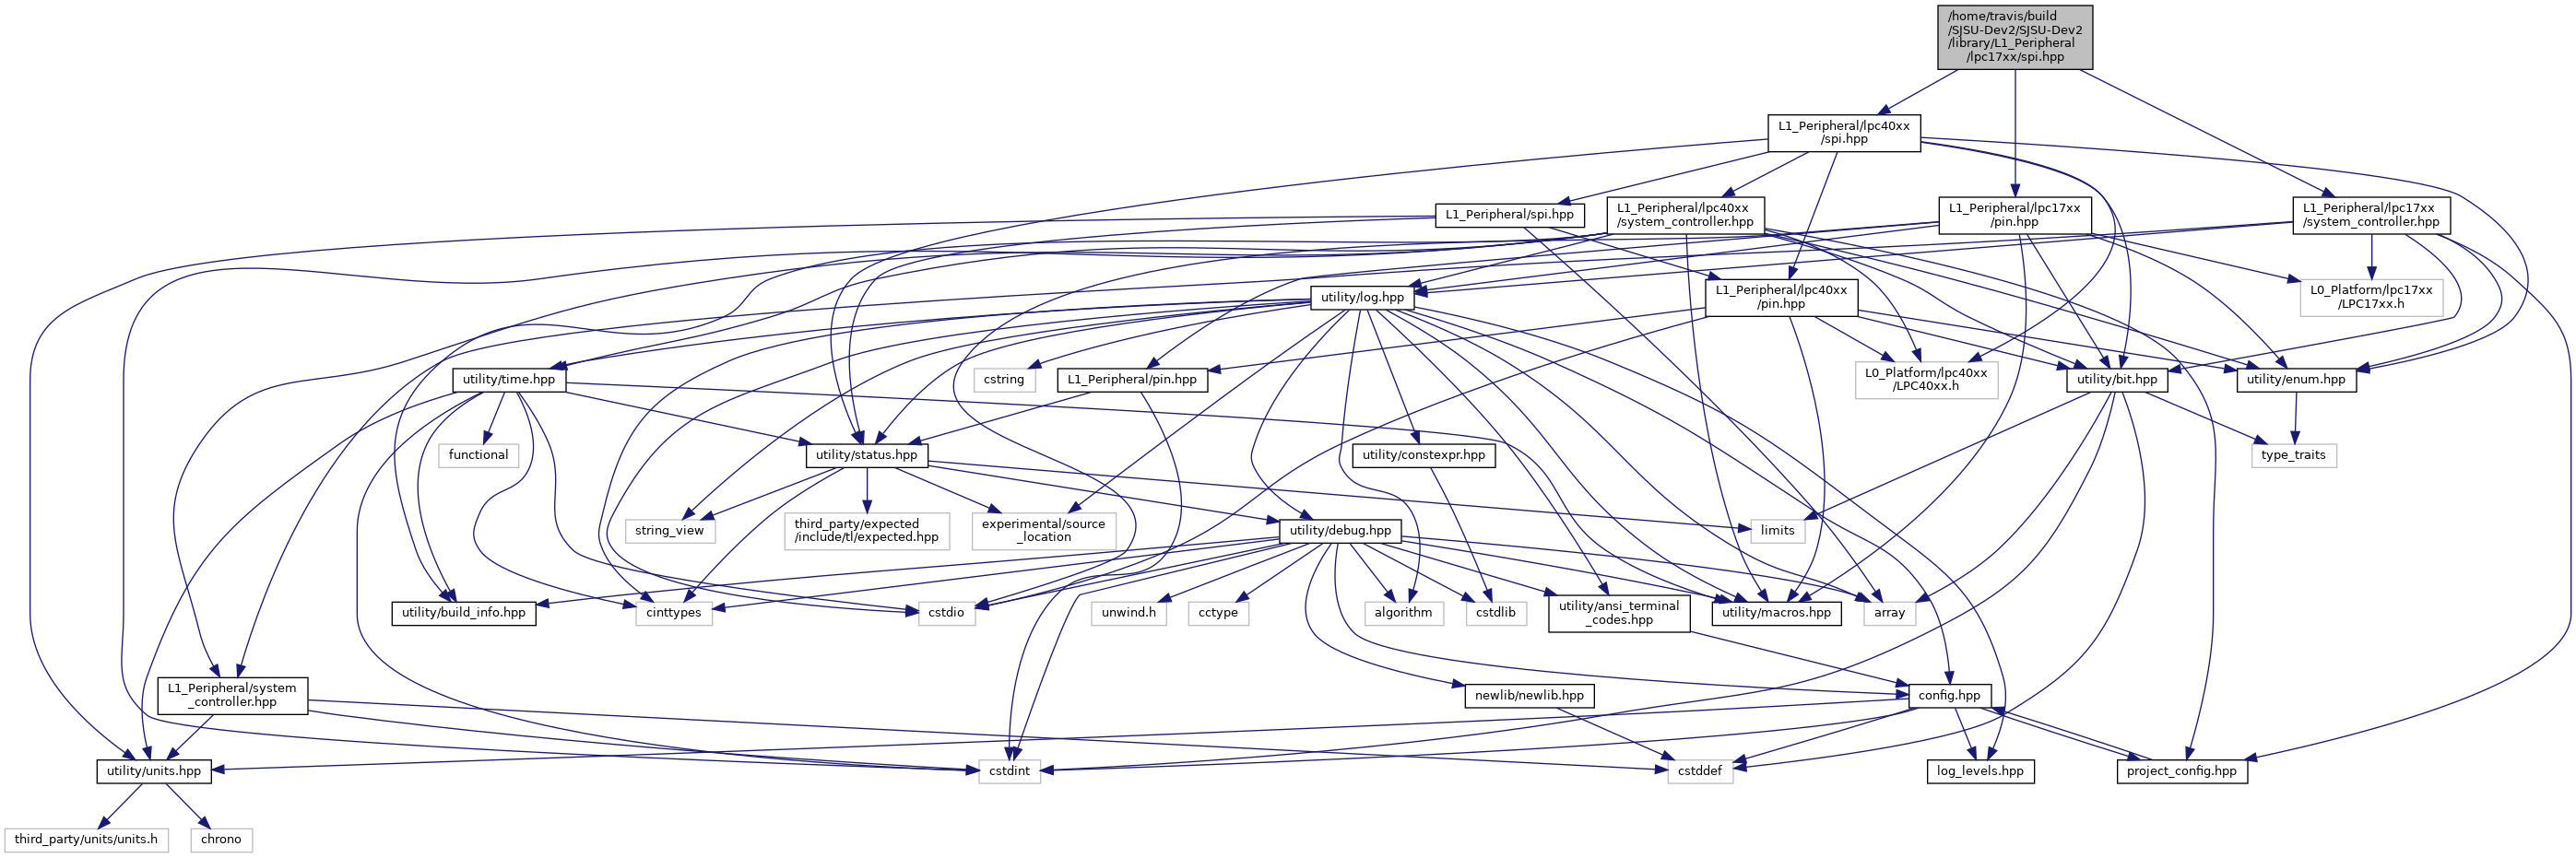 /home/travis/build
/SJSU-Dev2/SJSU-Dev2
/library/L1_Peripheral
/lpc17xx/spi.hpp
L1_Peripheral/lpc40xx
/spi.hpp
L1_Peripheral/spi.hpp
L1_Peripheral/lpc40xx
/system_controller.hpp
L1_Peripheral/lpc17xx
/pin.hpp
L1_Peripheral/lpc17xx
/system_controller.hpp
utility/log.hpp
L1_Peripheral/lpc40xx
/pin.hpp
L0_Platform/lpc17xx
/LPC17xx.h
utility/time.hpp
cstring
L1_Peripheral/pin.hpp
L0_Platform/lpc40xx
/LPC40xx.h
utility/bit.hpp
utility/enum.hpp
functional
utility/status.hpp
utility/constexpr.hpp
type_traits
string_view
third_party/expected
/include/tl/expected.hpp
experimental/source
_location
utility/debug.hpp
limits
utility/build_info.hpp
cinttypes
cstdio
unwind.h
cctype
algorithm
cstdlib
utility/ansi_terminal
_codes.hpp
utility/macros.hpp
array
L1_Peripheral/system
_controller.hpp
newlib/newlib.hpp
config.hpp
utility/units.hpp
cstdint
cstddef
log_levels.hpp
project_config.hpp
third_party/units/units.h
chrono